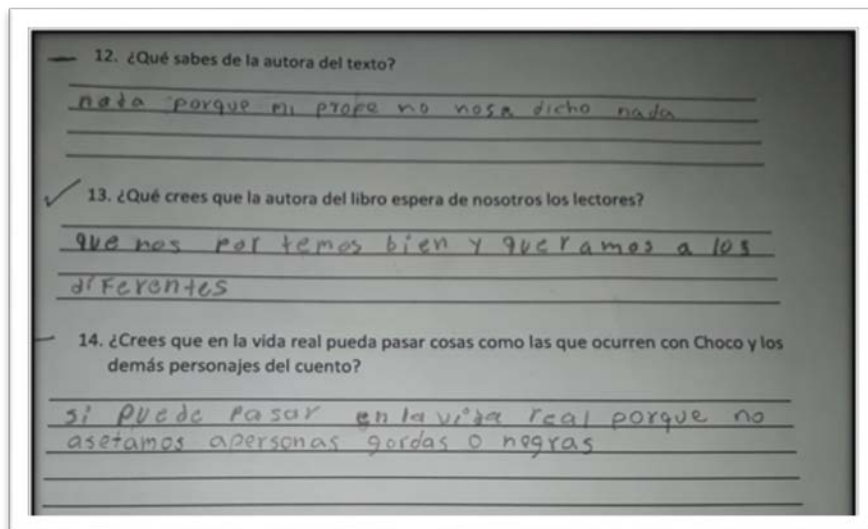 12. ¿Qué sabes de la autora del texto?
nada porque mi prope no nosa dicho nada
13. ¿Qué crees que la autora del libro espera de nosotros los lectores?
que nos por temos bien y queramos a los
diferentes
14. ¿Crees que en la vida real pueda pasar cosas como las que ocurren con Choco y los
demás personajes del cuento?
si puede pasar en la vida real porque no
asetamos apersonas gordas o negras